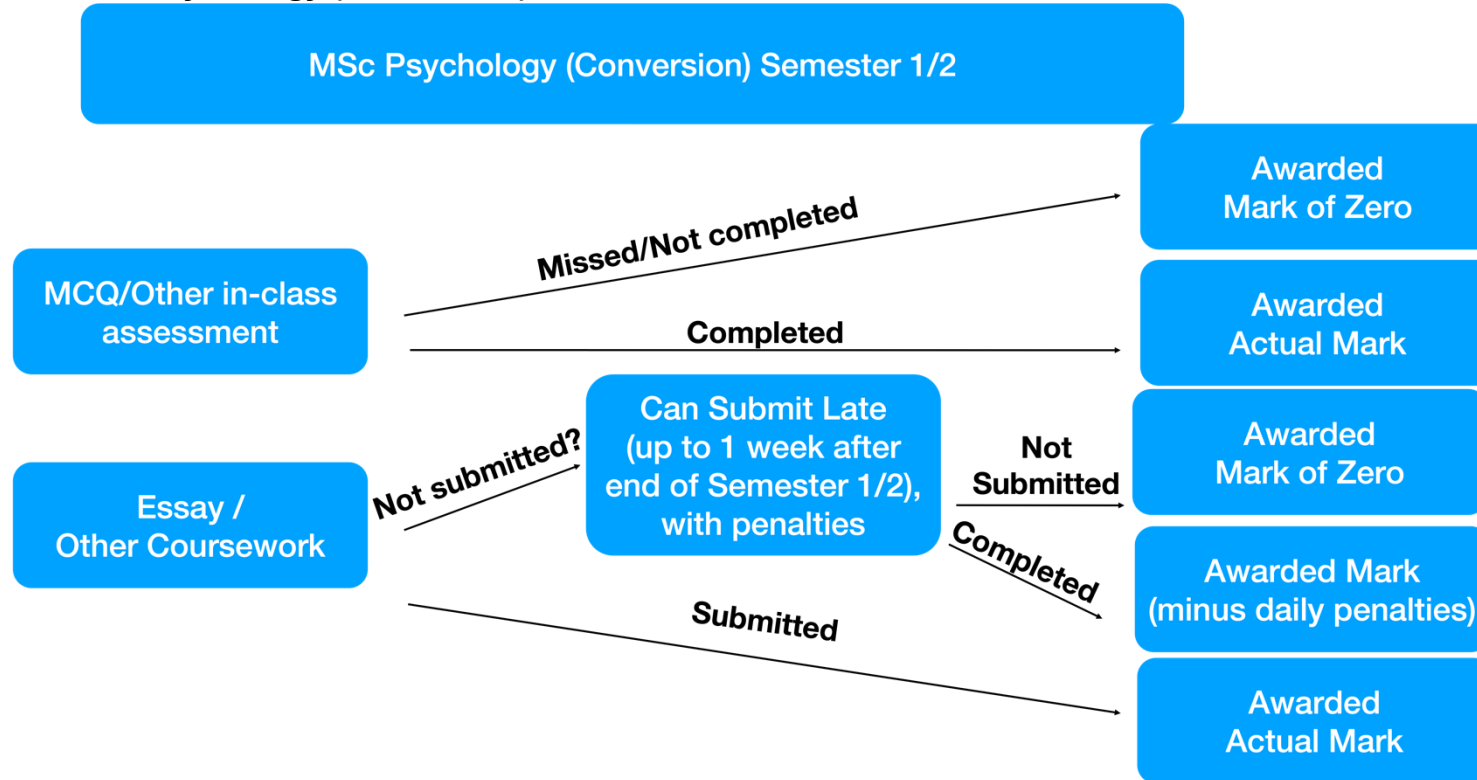 MSc Psychology (Conversion) Semester 1/2
Awarded
Mark of Zero
Missed/Not completed
MCQ/Other in-class
assessment
Awarded
Actual Mark
Completed
Can Submit Late
(up to 1 week after
end of Semester 1/2),
with penalties
Not submitted?
Essay /
Other Coursework
Not
Submitted
Awarded
Mark of Zero
Completed
Awarded Mark
(minus daily penalties)
Submitted
Awarded
Actual Mark